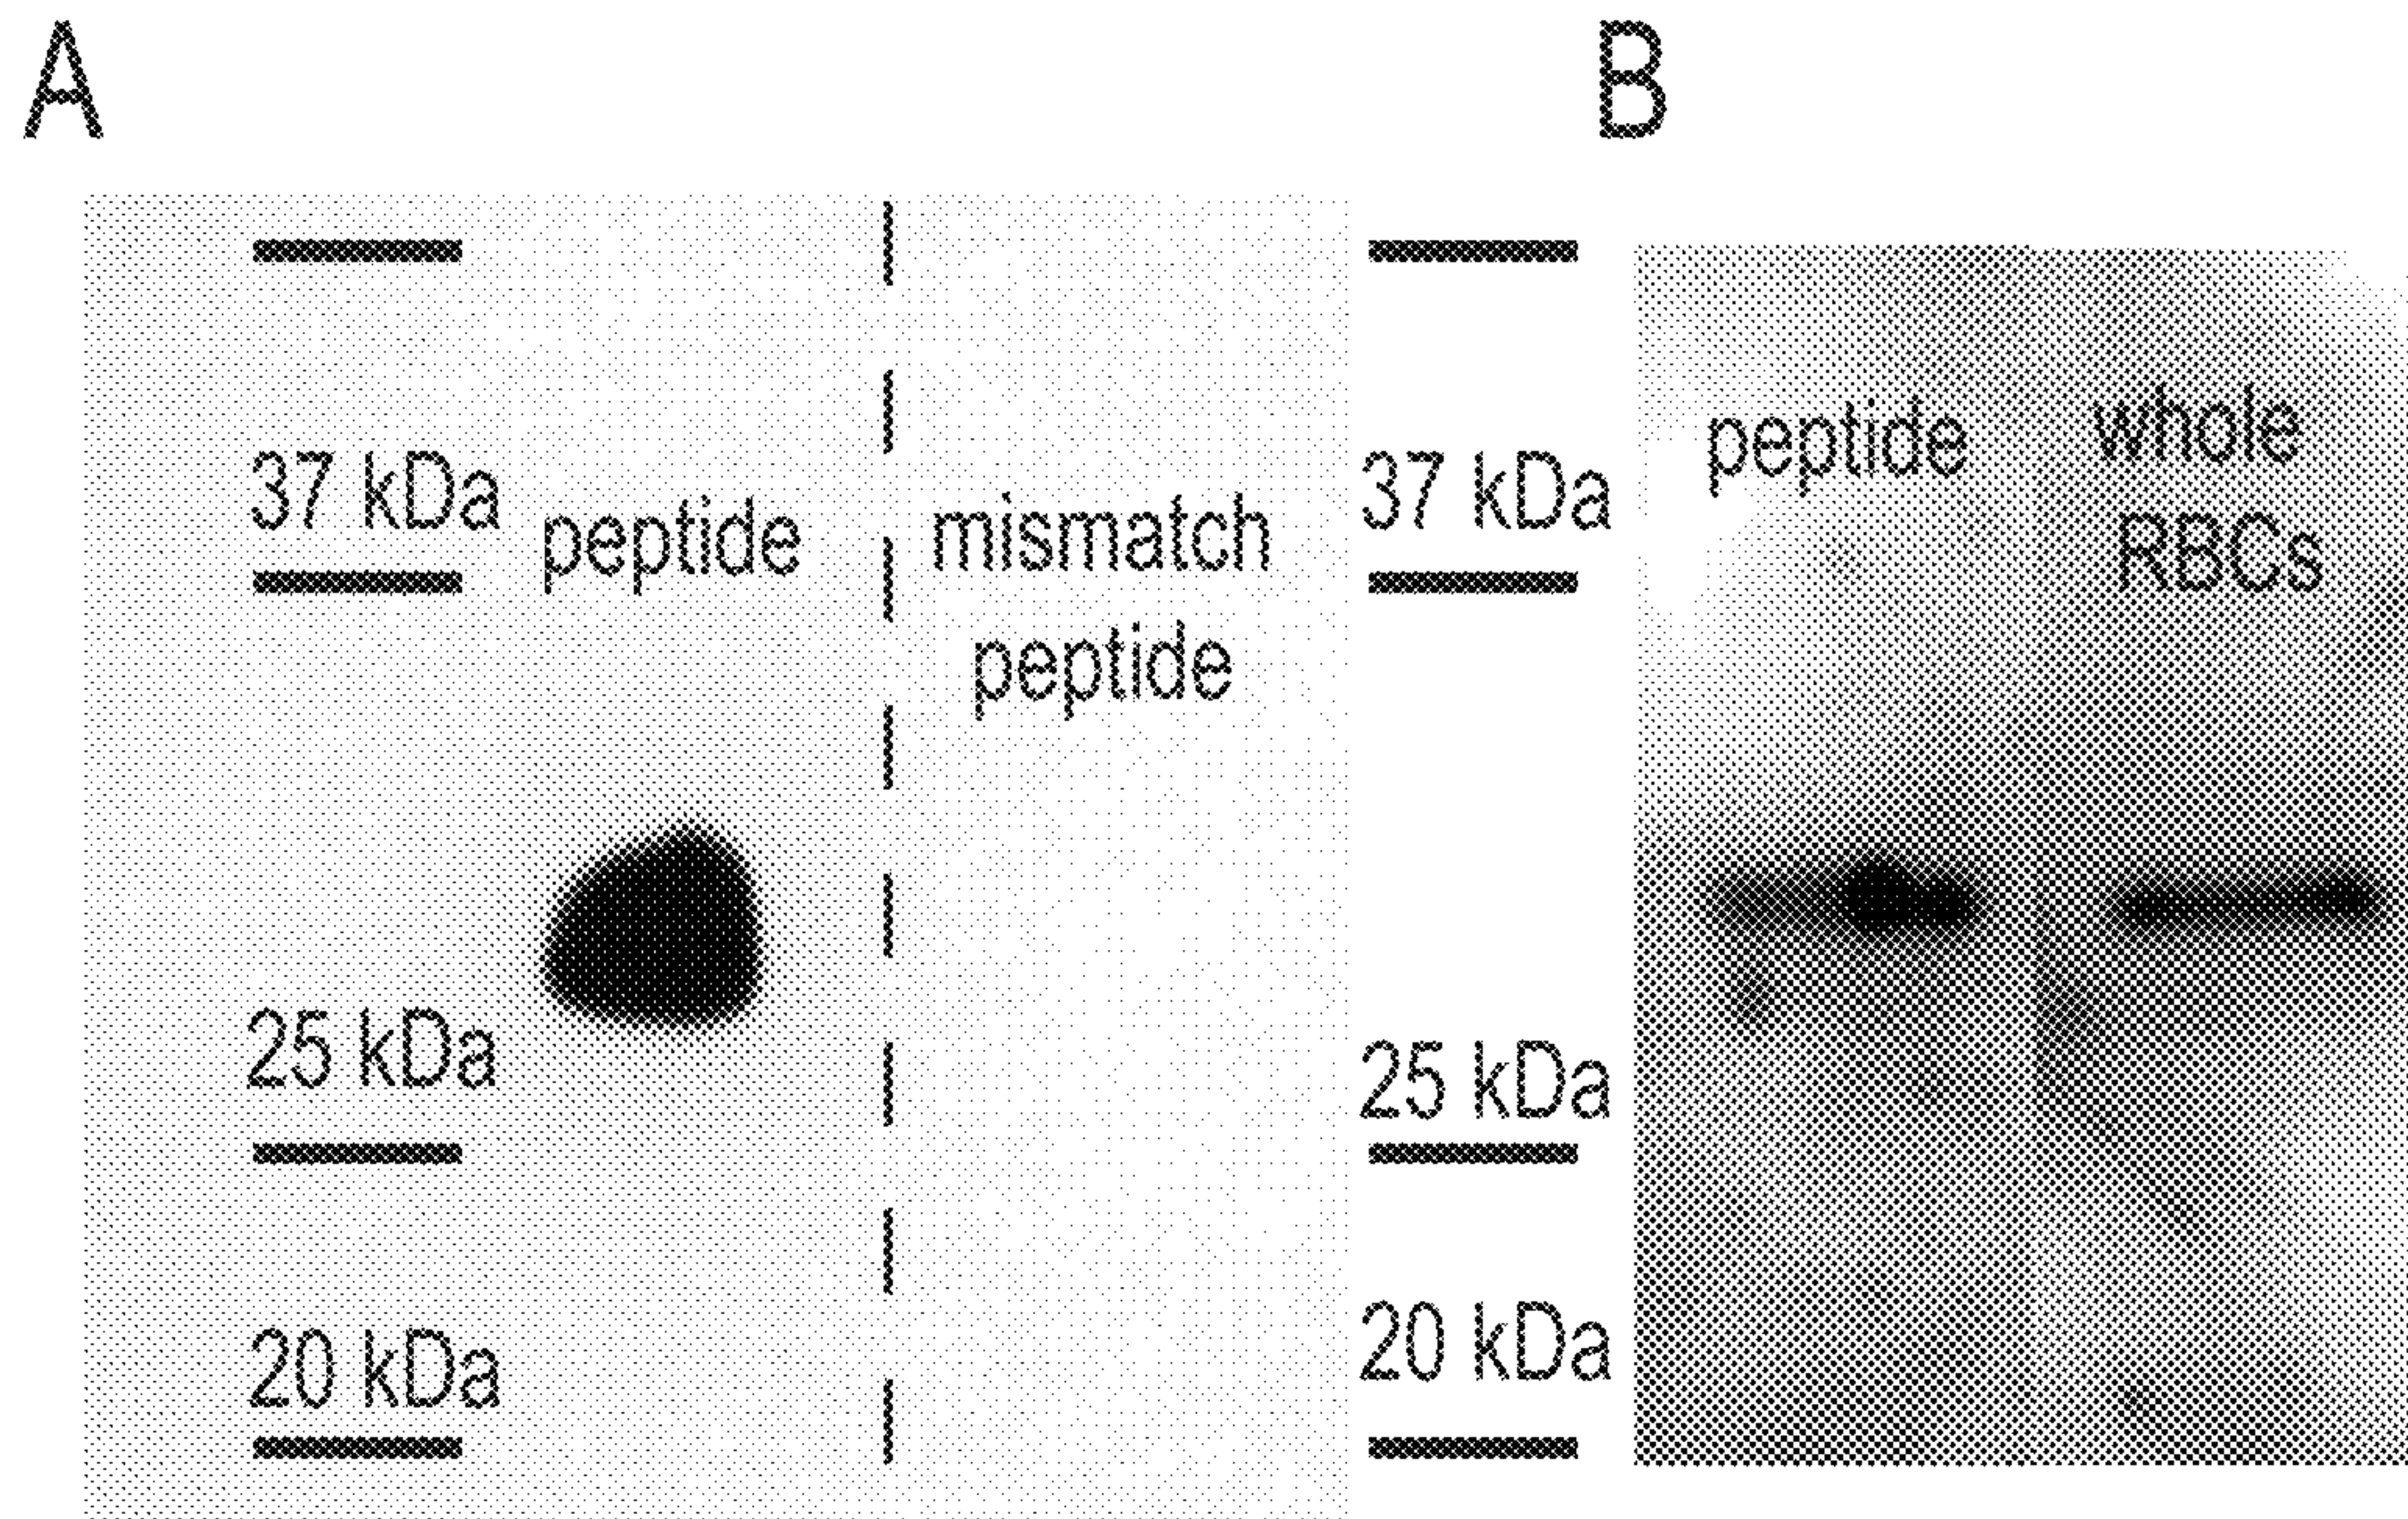 A
37 kDa
peptide
mismatch
peptide
25 kDa
20 kDa
B
37 kDa
peptide
whole
RBCs
25 kDa
20 kDa